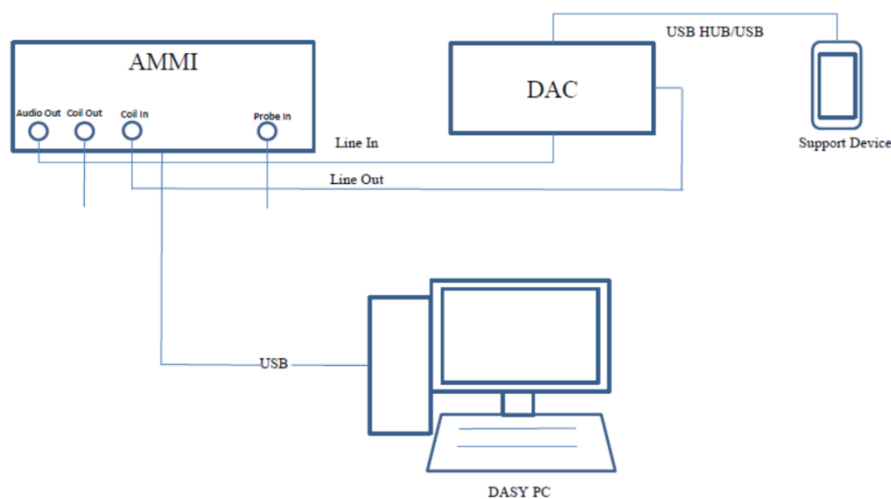 AMMI
Audio Out
Coil Out
Coil In
Probe In
DAC
USB HUB/USB
Support Device
Line In
Line Out
USB
DASY PC